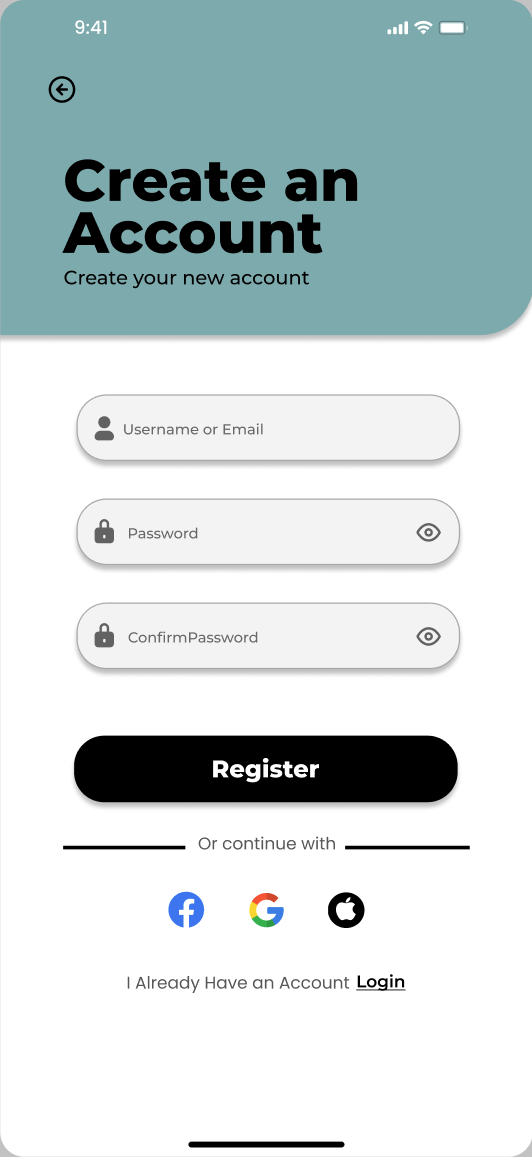 9:41
Create an
Account
Create your new account
Username or Email
Password
ConfirmPassword
Register
Or continue with
I Already Have an Account Login